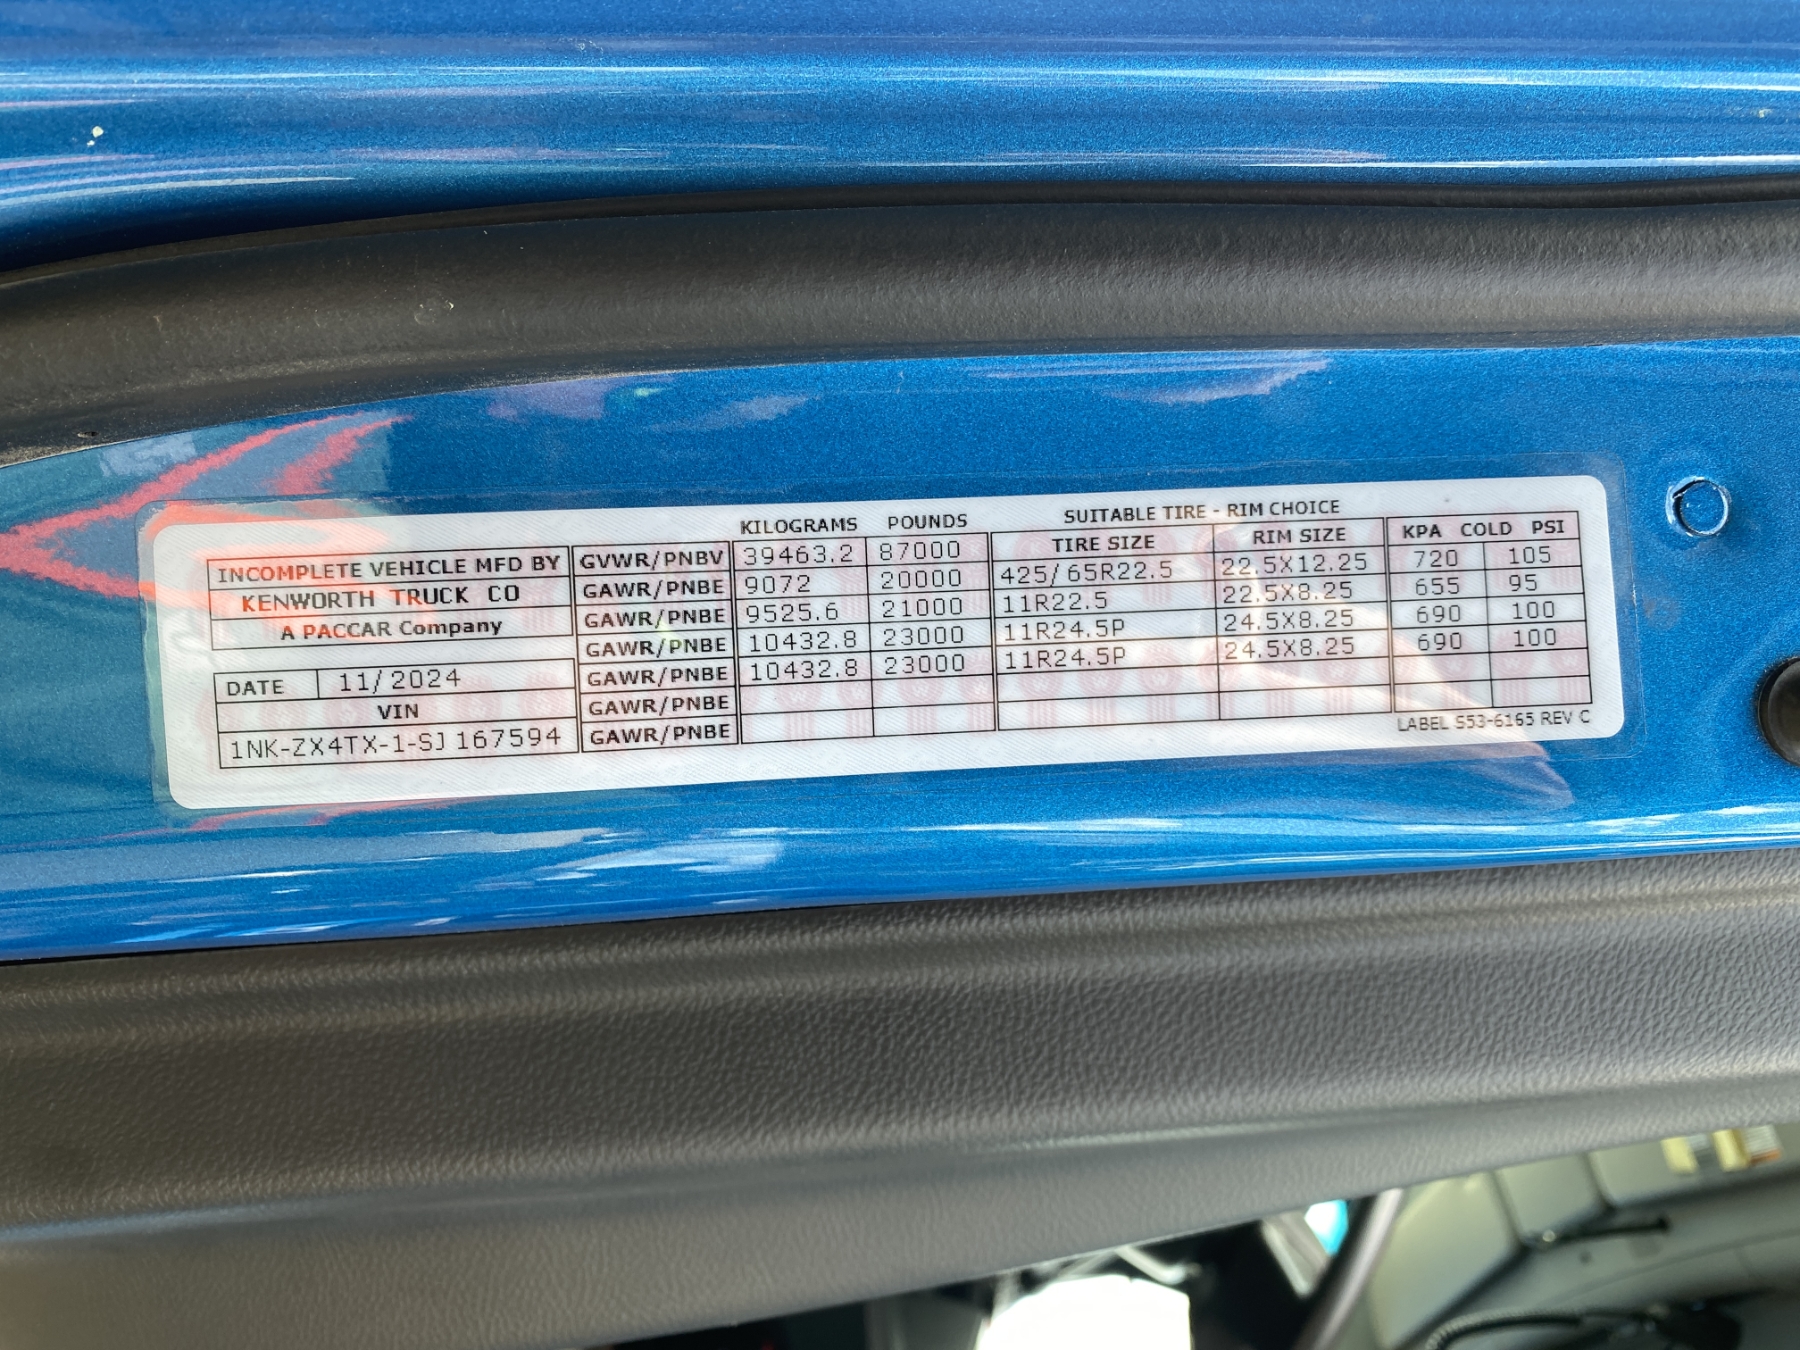 KILOGRAMS POUNDS SUITABLE TIRE - RIM CHOICE
INCOMPLETE VEHICLE MFD BY GVWR/PNBV 39463.2 87000 TIRE SIZE RIM SIZE KPA COLD PSI
KENWORTH TRUCK CO GAWR/PNBE 9072 20000 425/65R22.5 22.5X12.25 720 105
A PACCAR Company GAWR/PNBE 9525.6 21000 11R22.5 22.5X8.25 655 95
GAWR/PNBE 10432.8 23000 11R24.5P 24.5X8.25 690 100
DATE 11/2024 GAWR/PNBE 10432.8 23000 11R24.5P 24.5X8.25 690 100
VIN GAWR/PNBE
1NK-ZX4TX-1-SJ167594 GAWR/PNBE
LABEL S53-6165 REV C